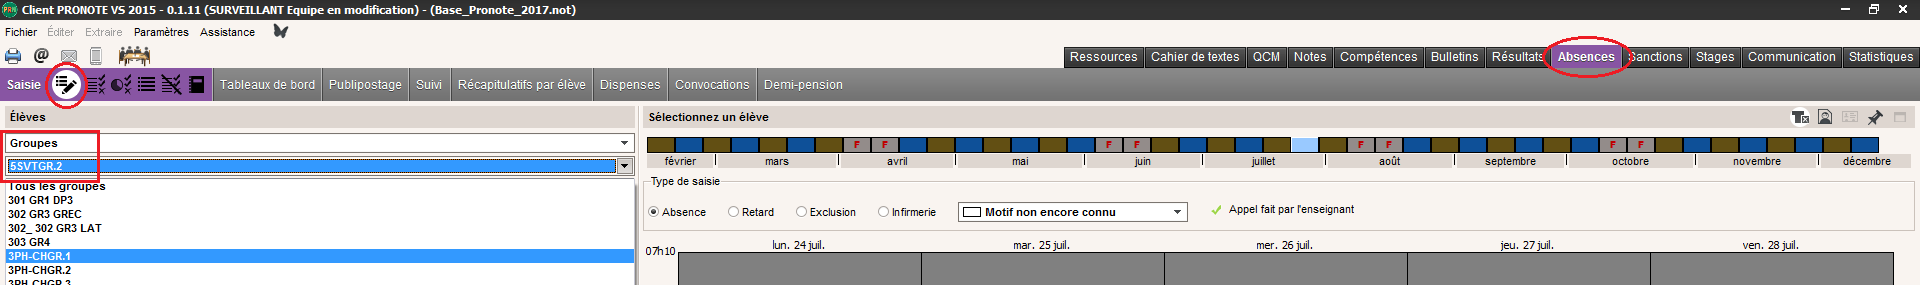 Client PRONOTE VS 2015 - 0.1.11 (SURVEILLANT Equipe en modification) - (Base_Pronote_2017.not)
Fichier Éditer Extraire Paramètres Assistance
Ressources Cahier de textes QCM Notes Compétences Bulletins Résultats Absences Sanctions Stages Communication Statistiques
Saisie Tableaux de bord Publipostage Suivi Récapitulatifs par élève Dispenses Convocations Demi-pension
Élèves
Groupes
5SVTGR.2
Tous les groupes
301 GR1 DP3
302 GR3 GREC
302_ 302 GR3 LAT
303 GR4
3PH-CHGR.1
3PH-CHGR.2
3PH-CHGR.3
Sélectionnez un élève
F F F F F F F F
février mars avril mai juin juillet août septembre octobre novembre décembre
Type de saisie
Absence Retard Exclusion Infirmerie Motif non encore connu Appel fait par l'enseignant
lun. 24 juil. mar. 25 juil. mer. 26 juil. jeu. 27 juil. ven. 28 juil.
07h10